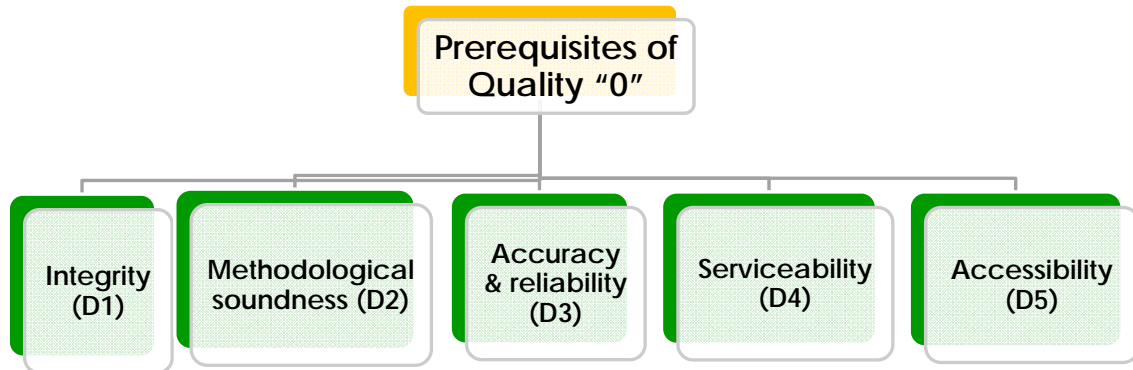 Prerequisites of
Quality “0”
Integrity
(D1)
Methodological
soundness (D2)
Accuracy
& reliability
(D3)
Serviceability
(D4)
Accessibility
(D5)